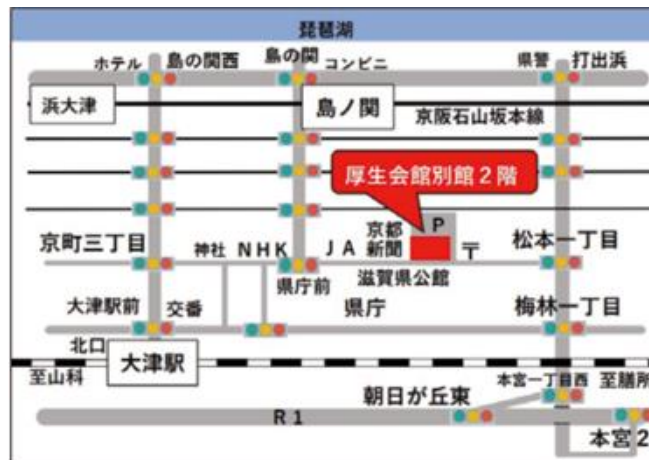 琵琶湖
ホテル 島の関西 島の関 コンビニ 県警 打出浜
浜大津 島ノ関 京阪石山坂本線
厚生会館別館2階
P
京町三丁目 神社 NHK JA 京都 〒 松本一丁目
新聞
県庁前 滋賀県公館
大津駅前 交番 県庁 梅林一丁目
北口
大津駅
至山科 朝日が丘東 本宮一丁目西 至膳所
R1 本宮2